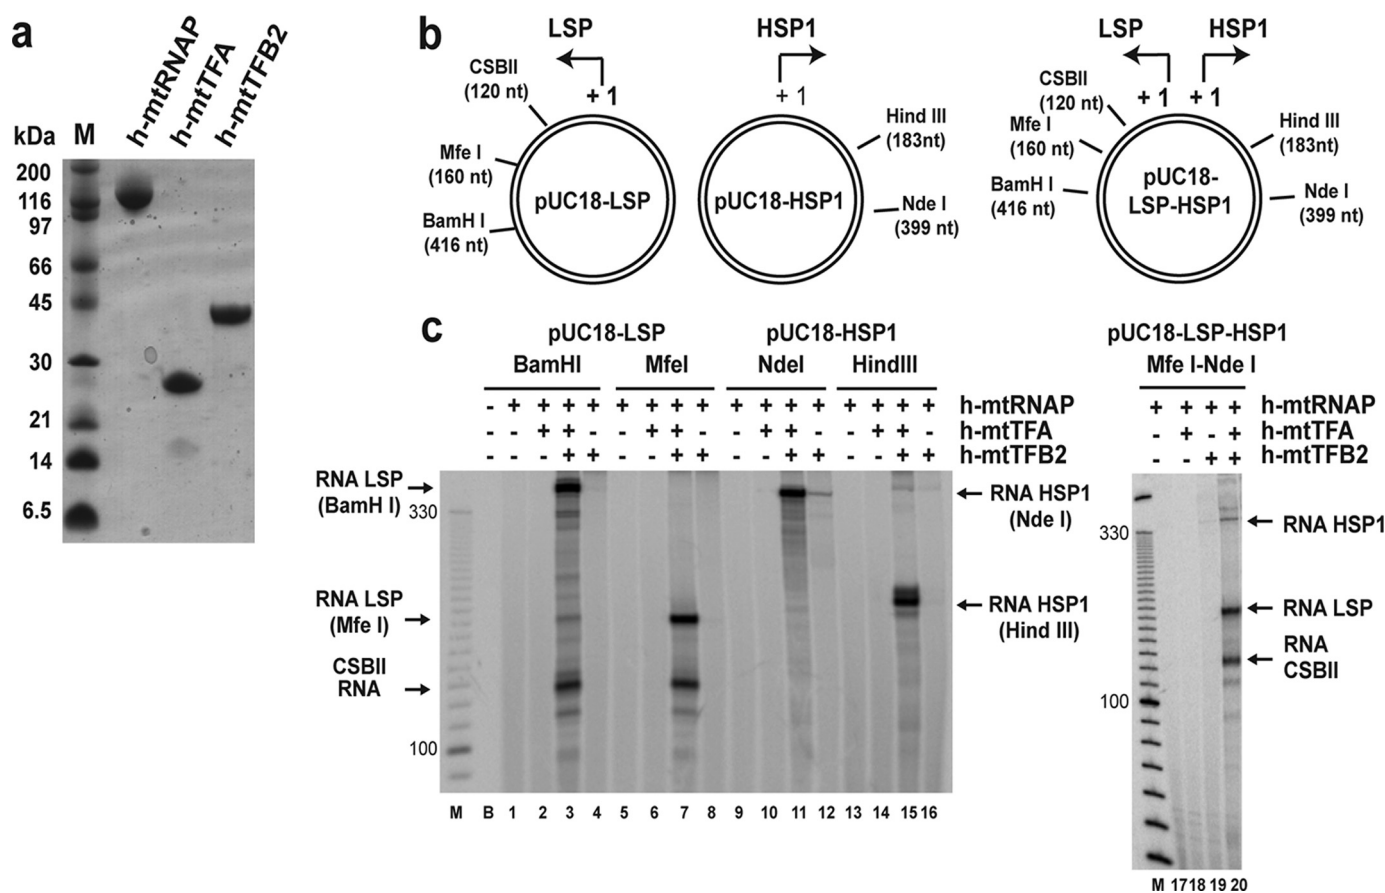 a
h-mtRNAP
h-mtTFA
h-mtTFB2
kDa M
200
116
97
66
45
30
21
14
6.5
b
LSP
+ 1
CSBII
(120 nt)
Mfe I
(160 nt)
BamH I
(416 nt)
pUC18-LSP
HSP1
+ 1
Hind III
(183nt)
Nde I
(399 nt)
pUC18-HSP1
LSP HSP1
+ 1 + 1
CSBII
(120 nt)
Mfe I
(160 nt)
BamH I
(416 nt)
Hind III
(183nt)
Nde I
(399 nt)
pUC18-
LSP-HSP1
c
pUC18-LSP pUC18-HSP1
BamHI MfeI NdeI HindIII
- + + + + + + + + + + + + + + + + h-mtRNAP
- - + + - - + + - - + + - - + + - h-mtTFA
- - - + + - - + + - - + + - - + + h-mtTFB2
RNA LSP
(BamH I)
330
RNA LSP
(Mfe I)
CSBII
RNA
100
RNA HSP1
(Nde I)
RNA HSP1
(Hind III)
M B 1 2 3 4 5 6 7 8 9 10 11 12 13 14 15 16
pUC18-LSP-HSP1
Mfe I-Nde I
+ + + + h-mtRNAP
- + - + h-mtTFA
- - + + h-mtTFB2
330
100
RNA HSP1
RNA LSP
RNA
CSBII
M 17 18 19 20